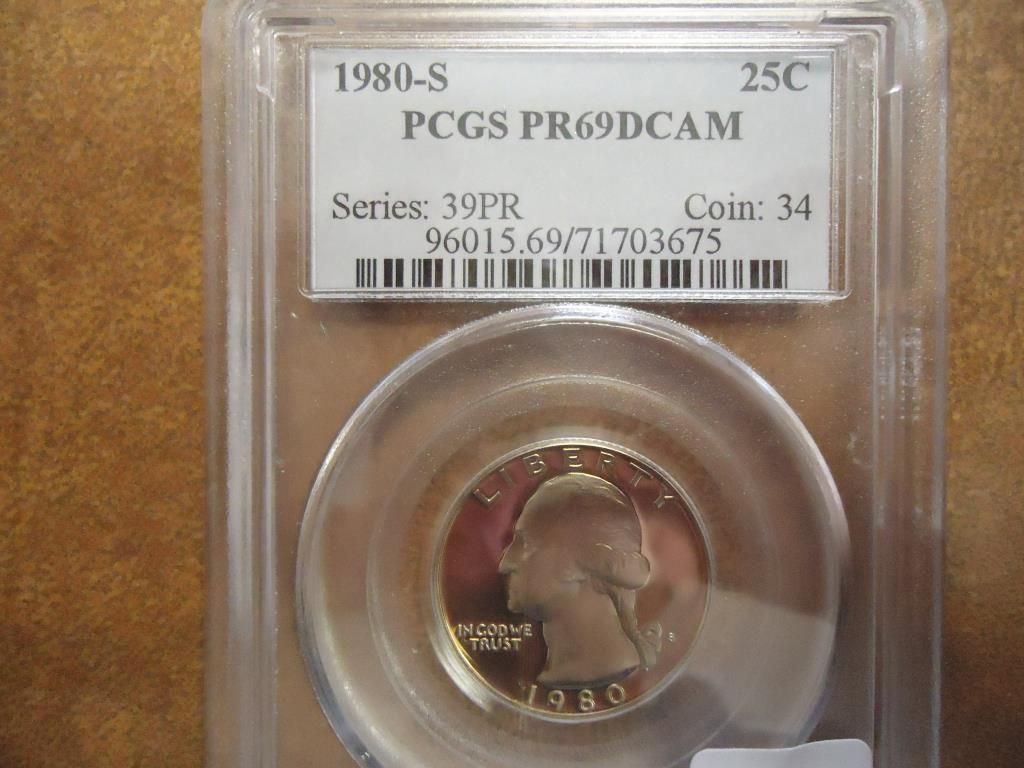 1980-S 25C
PCGS PR69DCAM
Series: 39PR Coin: 34
96015.69/71703675
LIBERTY
IN GOD WE
TRUST
S
1980